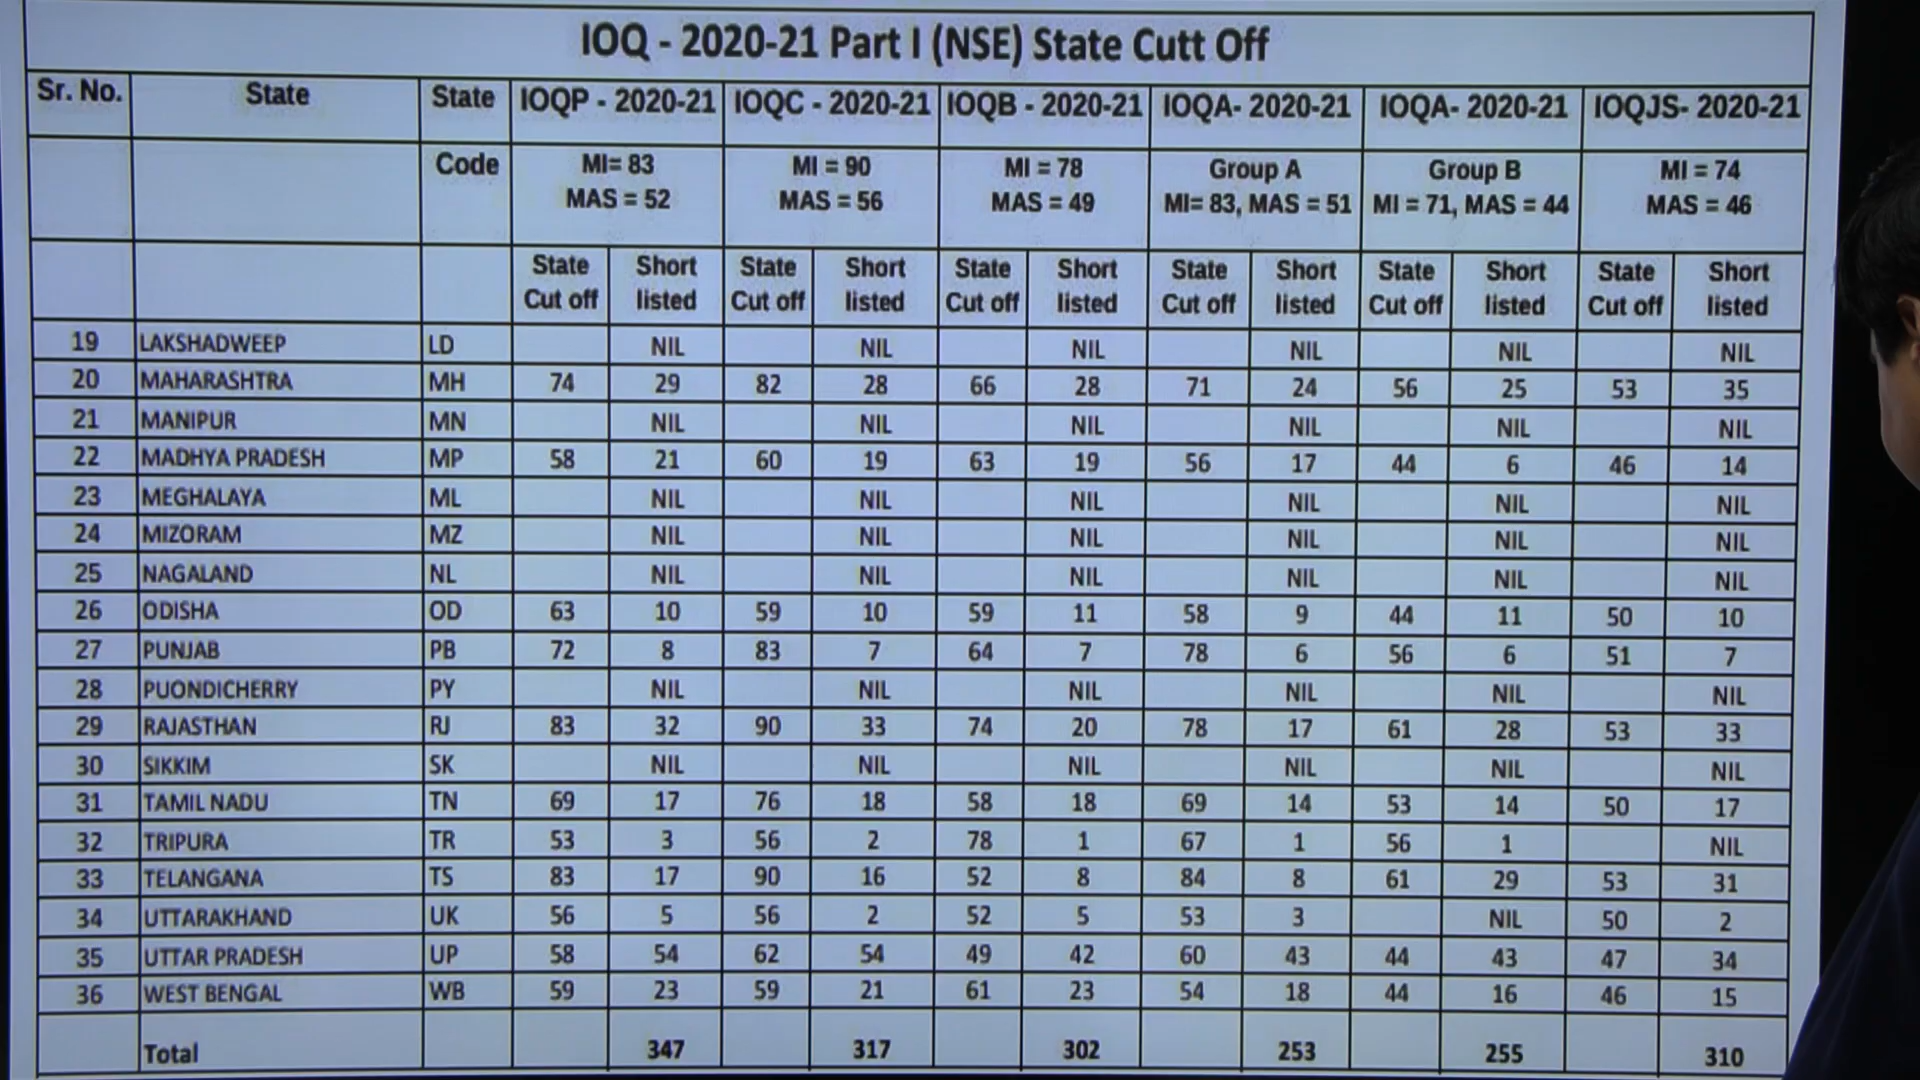 IOQ - 2020-21 Part I (NSE) State Cutt Off
Sr. No. State State IOQP - 2020-21 IOQC - 2020-21 IOQB - 2020-21 IOQA- 2020-21 IOQA- 2020-21 IOQJS- 2020-21
Code MI= 83 MI = 90 MI = 78 Group A Group B MI = 74
MAS = 52 MAS = 56 MAS = 49 MI= 83, MAS = 51 MI = 71, MAS = 44 MAS = 46
State Short State Short State Short State Short State Short State Short
Cut off listed Cut off listed Cut off listed Cut off listed Cut off listed Cut off listed
19 LAKSHADWEEP LD NIL NIL NIL NIL NIL NIL
20 MAHARASHTRA MH 74 29 82 28 66 28 71 24 56 25 53 35
21 MANIPUR MN NIL NIL NIL NIL NIL NIL
22 MADHYA PRADESH MP 58 21 60 19 63 19 56 17 44 6 46 14
23 MEGHALAYA ML NIL NIL NIL NIL NIL NIL
24 MIZORAM MZ NIL NIL NIL NIL NIL NIL
25 NAGALAND NL NIL NIL NIL NIL NIL NIL
26 ODISHA OD 63 10 59 10 59 11 58 9 44 11 50 10
27 PUNJAB PB 72 8 83 7 64 7 78 6 56 6 51 7
28 PUONDICHERRY PY NIL NIL NIL NIL NIL NIL
29 RAJASTHAN RJ 83 32 90 33 74 20 78 17 61 28 53 33
30 SIKKIM SK NIL NIL NIL NIL NIL NIL
31 TAMIL NADU TN 69 17 76 18 58 18 69 14 53 14 50 17
32 TRIPURA TR 53 3 56 2 78 1 67 1 56 1 NIL
33 TELANGANA TS 83 17 90 16 52 8 84 8 61 29 53 31
34 UTTARAKHAND UK 56 5 56 2 52 5 53 3 NIL 50 2
35 UTTAR PRADESH UP 58 54 62 54 49 42 60 43 44 43 47 34
36 WEST BENGAL WB 59 23 59 21 61 23 54 18 44 16 46 15
Total 347 317 302 253 255 310